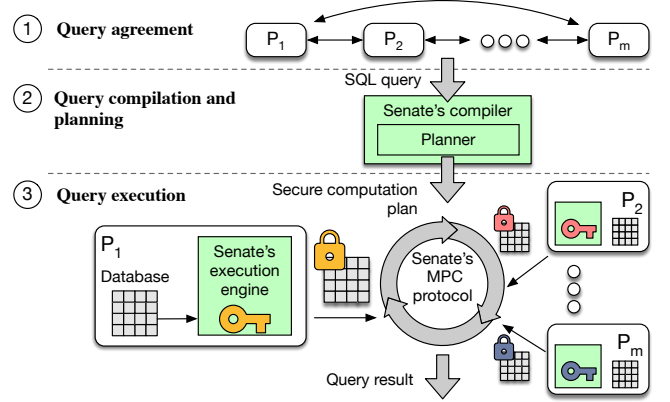 1 Query agreement
P1 P2 Pm
SQL query
2 Query compilation and
planning
Senate's compiler
Planner
3 Query execution
Secure computation
plan
P1
Database
Senate's
execution
engine
Senate's
MPC
protocol
P2
Pm
Query result